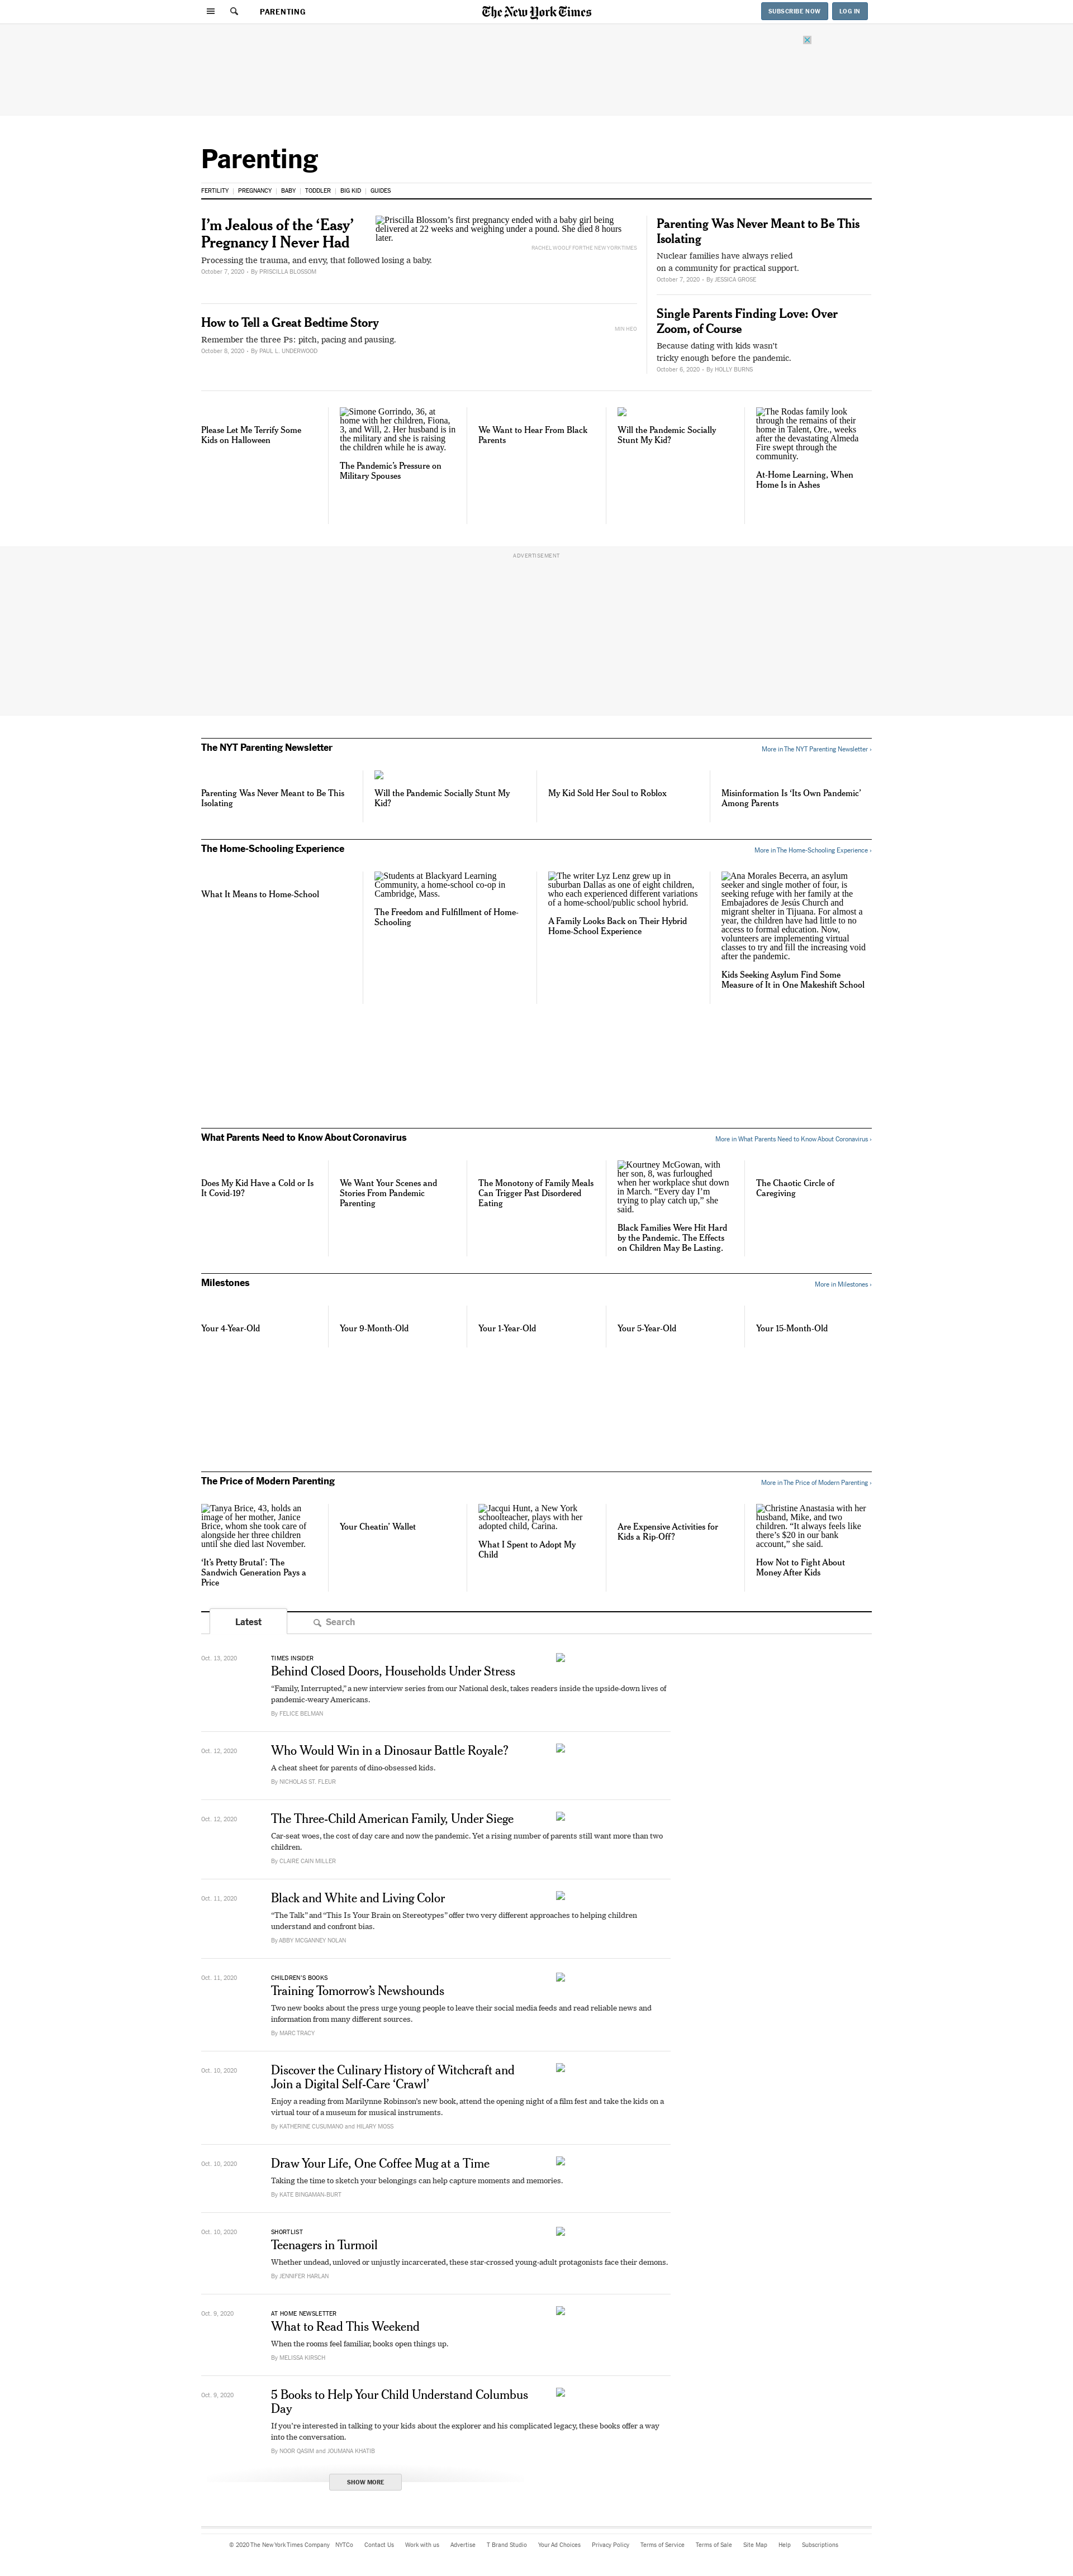 PARENTING
The New York Times
SUBSCRIBE NOW
LOG IN
Parenting
FERTILITY
PREGNANCY
BABY
TODDLER
BIG KID
GUIDES
I’m Jealous of the ‘Easy’
Pregnancy I Never Had
Processing the trauma, and envy, that followed losing a baby.
October 7, 2020 - By PRISCILLA BLOSSOM
Priscilla Blossom’s first pregnancy ended with a baby girl being
delivered at 22 weeks and weighing under a pound. She died 8 hours
later.
RACHEL WOOLF FOR THE NEW YORK TIMES
How to Tell a Great Bedtime Story
Remember the three Ps: pitch, pacing and pausing.
October 8, 2020 - By PAUL L. UNDERWOOD
MIN HEO
Parenting Was Never Meant to Be This
Isolating
Nuclear families have always relied
on a community for practical support.
October 7, 2020 - By JESSICA GROSE
Single Parents Finding Love: Over
Zoom, of Course
Because dating with kids wasn’t
tricky enough before the pandemic.
October 6, 2020 - By HOLLY BURNS
Please Let Me Terrify Some
Kids on Halloween
Simone Gorrindo, 36, at
home with her children, Fiona,
3, and Will, 2. Her husband is in
the military and she is raising
the children while he is away.
The Pandemic’s Pressure on
Military Spouses
We Want to Hear From Black
Parents
Will the Pandemic Socially
Stunt My Kid?
The Rodas family look
through the remains of their
home in Talent, Ore., weeks
after the devastating Almeda
Fire swept through the
community.
At-Home Learning, When
Home Is in Ashes
ADVERTISEMENT
The NYT Parenting Newsletter
More in The NYT Parenting Newsletter ›
Parenting Was Never Meant to Be This
Isolating
Will the Pandemic Socially Stunt My
Kid?
My Kid Sold Her Soul to Roblox
Misinformation Is ‘Its Own Pandemic’
Among Parents
The Home-Schooling Experience
More in The Home-Schooling Experience ›
What It Means to Home-School
Students at Blackyard Learning
Community, a home-school co-op in
Cambridge, Mass.
The Freedom and Fulfillment of Home-
Schooling
The writer Lyz Lenz grew up in
suburban Dallas as one of eight children,
who each experienced different variations
of a home-school/public school hybrid.
A Family Looks Back on Their Hybrid
Home-School Experience
Ana Morales Becerra, an asylum
seeker and single mother of four, is
seeking refuge with her family at the
Embajadores de Jesús Church and
migrant shelter in Tijuana. For almost a
year, the children have had little to no
access to formal education. Now,
volunteers are implementing virtual
classes to try and fill the increasing void
after the pandemic.
Kids Seeking Asylum Find Some
Measure of It in One Makeshift School
What Parents Need to Know About Coronavirus
More in What Parents Need to Know About Coronavirus ›
Does My Kid Have a Cold or Is
It Covid-19?
We Want Your Scenes and
Stories From Pandemic
Parenting
The Monotony of Family Meals
Can Trigger Past Disordered
Eating
Kourtney McGowan, with
her son, 8, was furloughed
when her workplace shut down
in March. “Every day I’m
trying to play catch up,” she
said.
Black Families Were Hit Hard
by the Pandemic. The Effects
on Children May Be Lasting.
The Chaotic Circle of
Caregiving
Milestones
More in Milestones ›
Your 4-Year-Old
Your 9-Month-Old
Your 1-Year-Old
Your 5-Year-Old
Your 15-Month-Old
The Price of Modern Parenting
More in The Price of Modern Parenting ›
Tanya Brice, 43, holds an
image of her mother, Janice
Brice, whom she took care of
alongside her three children
until she died last November.
‘It’s Pretty Brutal’: The
Sandwich Generation Pays a
Price
Your Cheatin’ Wallet
Jacqui Hunt, a New York
schoolteacher, plays with her
adopted child, Carina.
What I Spent to Adopt My
Child
Are Expensive Activities for
Kids a Rip-Off?
Christine Anastasia with her
husband, Mike, and two
children. “It always feels like
there’s $20 in our bank
account,” she said.
How Not to Fight About
Money After Kids
Latest
Search
Oct. 13, 2020
TIMES INSIDER
Behind Closed Doors, Households Under Stress
“Family, Interrupted,” a new interview series from our National desk, takes readers inside the upside-down lives of
pandemic-weary Americans.
By FELICE BELMAN
Oct. 12, 2020
Who Would Win in a Dinosaur Battle Royale?
A cheat sheet for parents of dino-obsessed kids.
By NICHOLAS ST. FLEUR
Oct. 12, 2020
The Three-Child American Family, Under Siege
Car-seat woes, the cost of day care and now the pandemic. Yet a rising number of parents still want more than two
children.
By CLAIRE CAIN MILLER
Oct. 11, 2020
Black and White and Living Color
“The Talk” and “This Is Your Brain on Stereotypes” offer two very different approaches to helping children
understand and confront bias.
By ABBY MCGANNEY NOLAN
Oct. 11, 2020
CHILDREN’S BOOKS
Training Tomorrow’s Newshounds
Two new books about the press urge young people to leave their social media feeds and read reliable news and
information from many different sources.
By MARC TRACY
Oct. 10, 2020
Discover the Culinary History of Witchcraft and
Join a Digital Self-Care ‘Crawl’
Enjoy a reading from Marilynne Robinson’s new book, attend the opening night of a film fest and take the kids on a
virtual tour of a museum for musical instruments.
By KATHERINE CUSUMANO and HILARY MOSS
Oct. 10, 2020
Draw Your Life, One Coffee Mug at a Time
Taking the time to sketch your belongings can help capture moments and memories.
By KATE BINGAMAN-BURT
Oct. 10, 2020
SHORTLIST
Teenagers in Turmoil
Whether undead, unloved or unjustly incarcerated, these star-crossed young-adult protagonists face their demons.
By JENNIFER HARLAN
Oct. 9, 2020
AT HOME NEWSLETTER
What to Read This Weekend
When the rooms feel familiar, books open things up.
By MELISSA KIRSCH
Oct. 9, 2020
5 Books to Help Your Child Understand Columbus
Day
If you’re interested in talking to your kids about the explorer and his complicated legacy, these books offer a way
into the conversation.
By NOOR QASIM and JOUMANA KHATIB
SHOW MORE
© 2020 The New York Times Company
NYTCo
Contact Us
Work with us
Advertise
T Brand Studio
Your Ad Choices
Privacy Policy
Terms of Service
Terms of Sale
Site Map
Help
Subscriptions